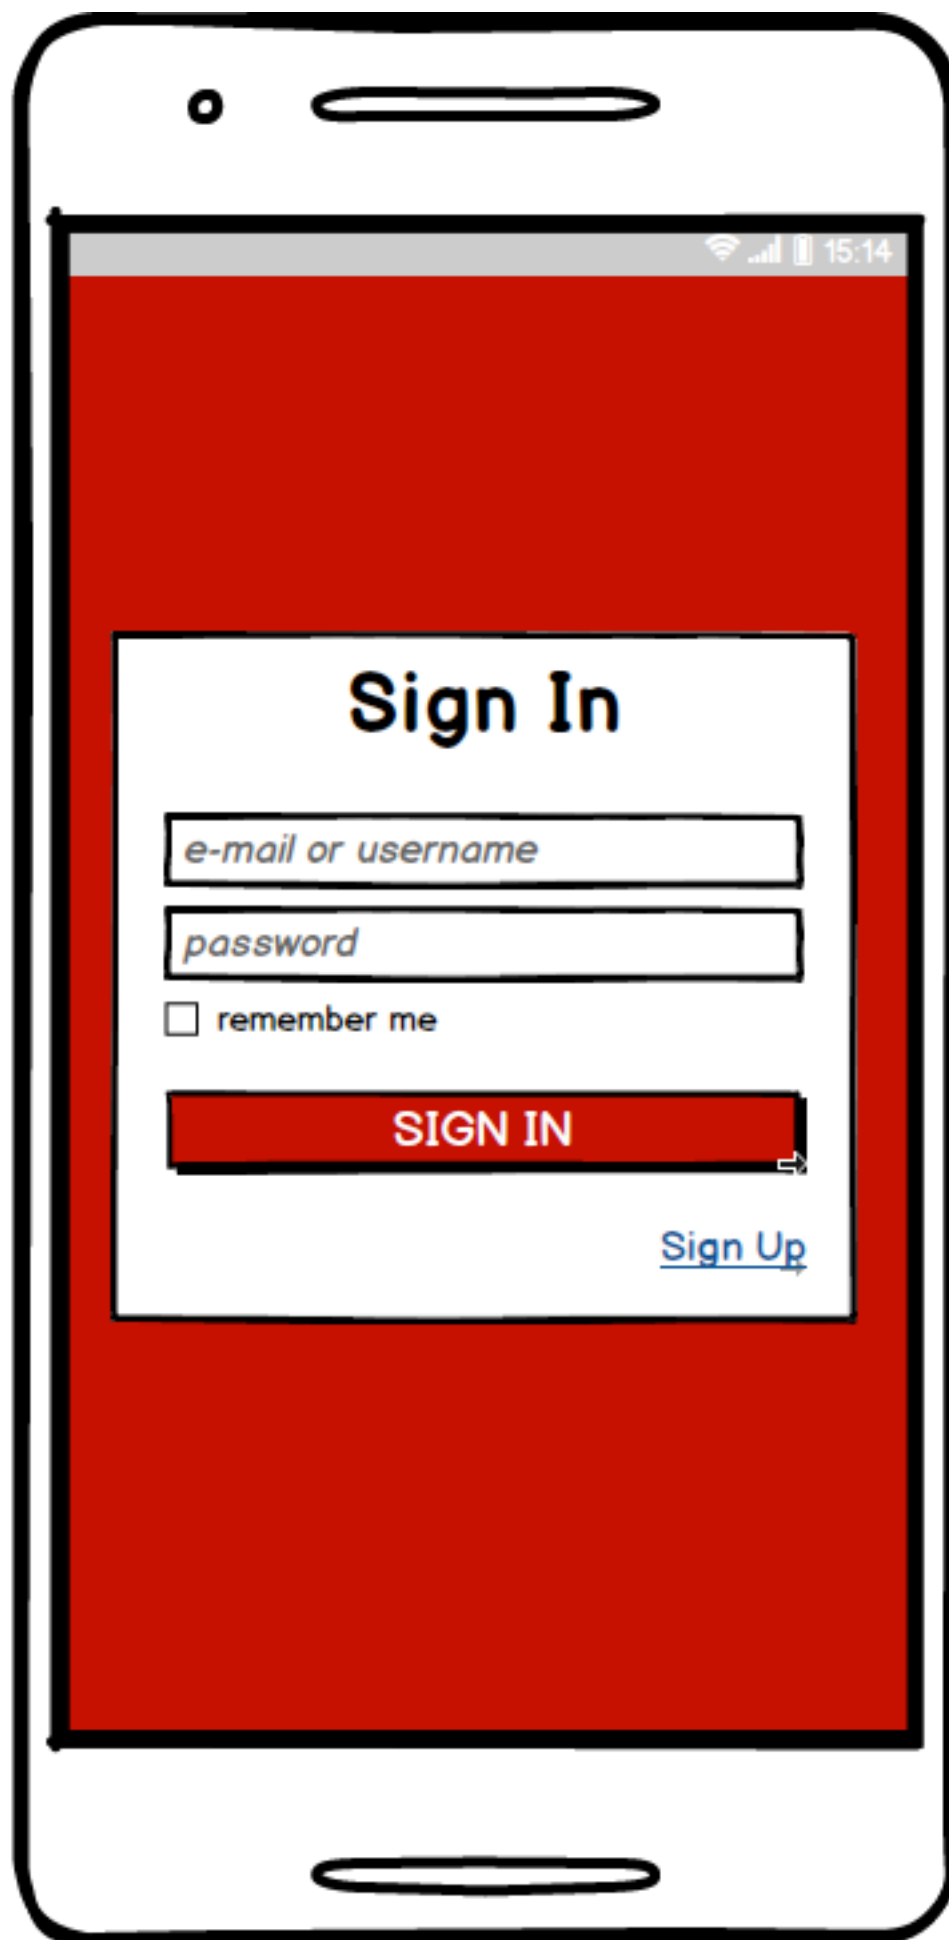 15:14
Sign In
e-mail or username
password
remember me
SIGN IN
Sign Up